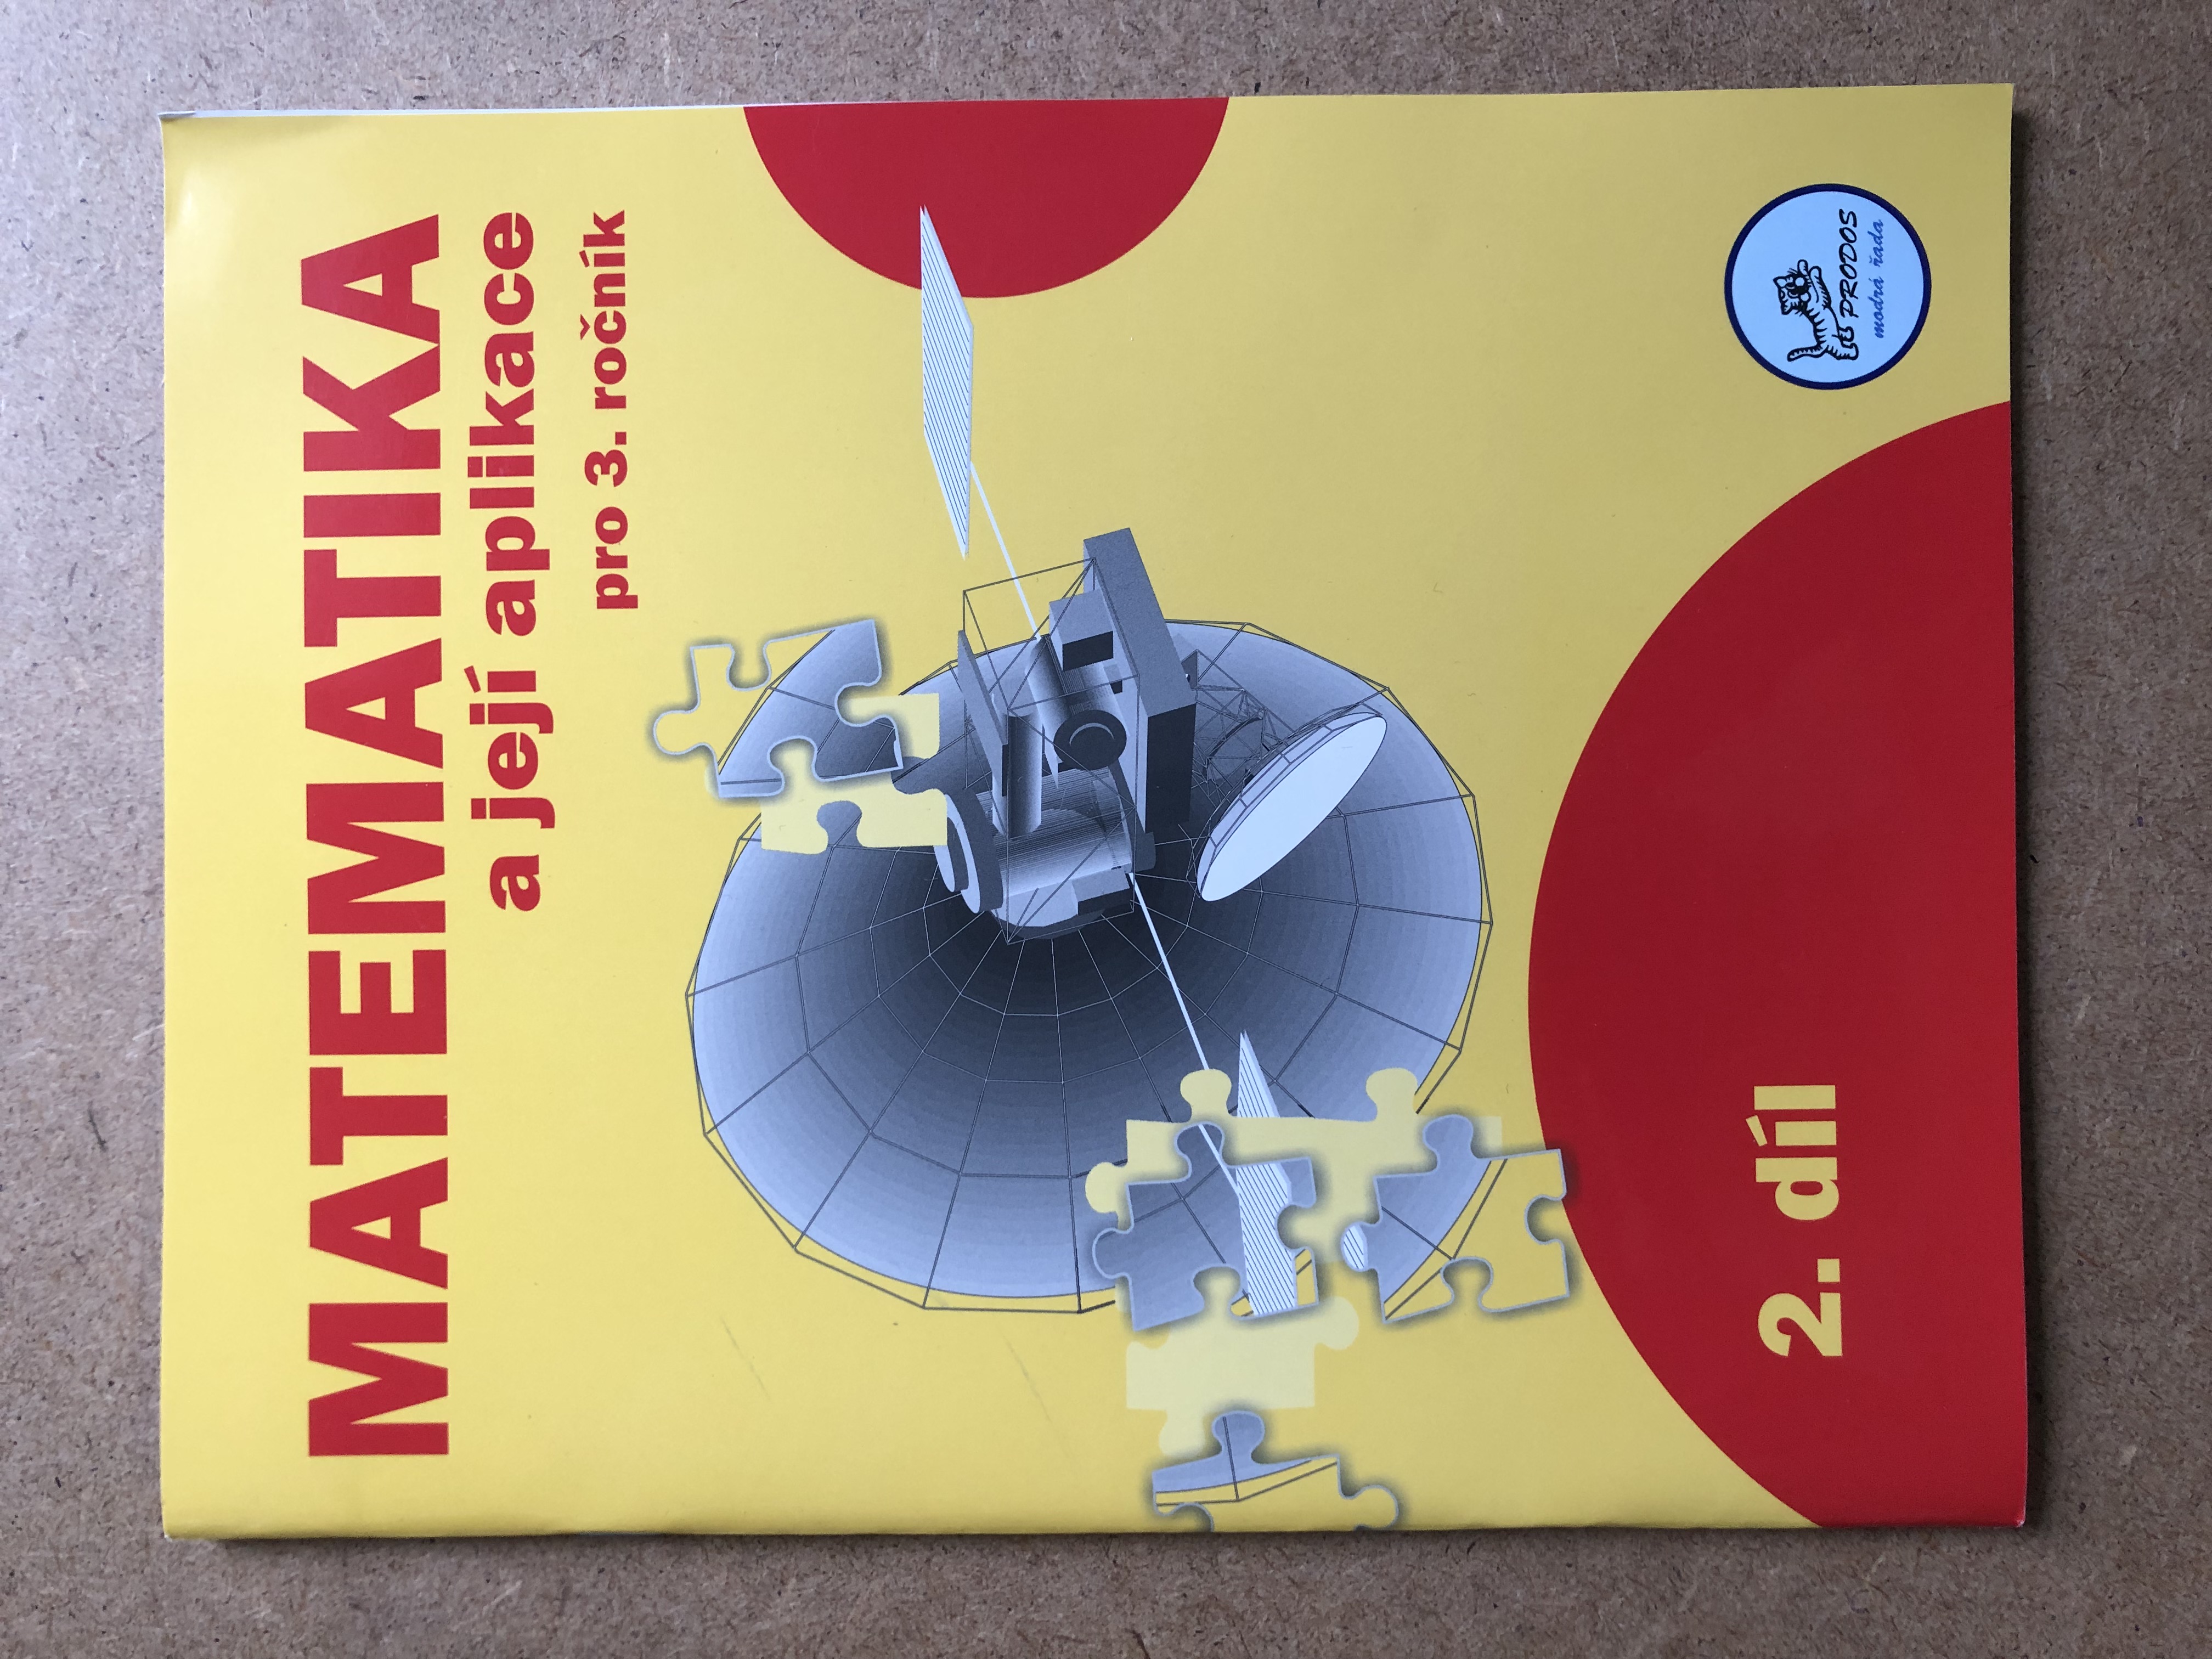 MATEMATIKA
a její aplikace
pro 3. ročník
2. díl
PRODOS
modrá řada